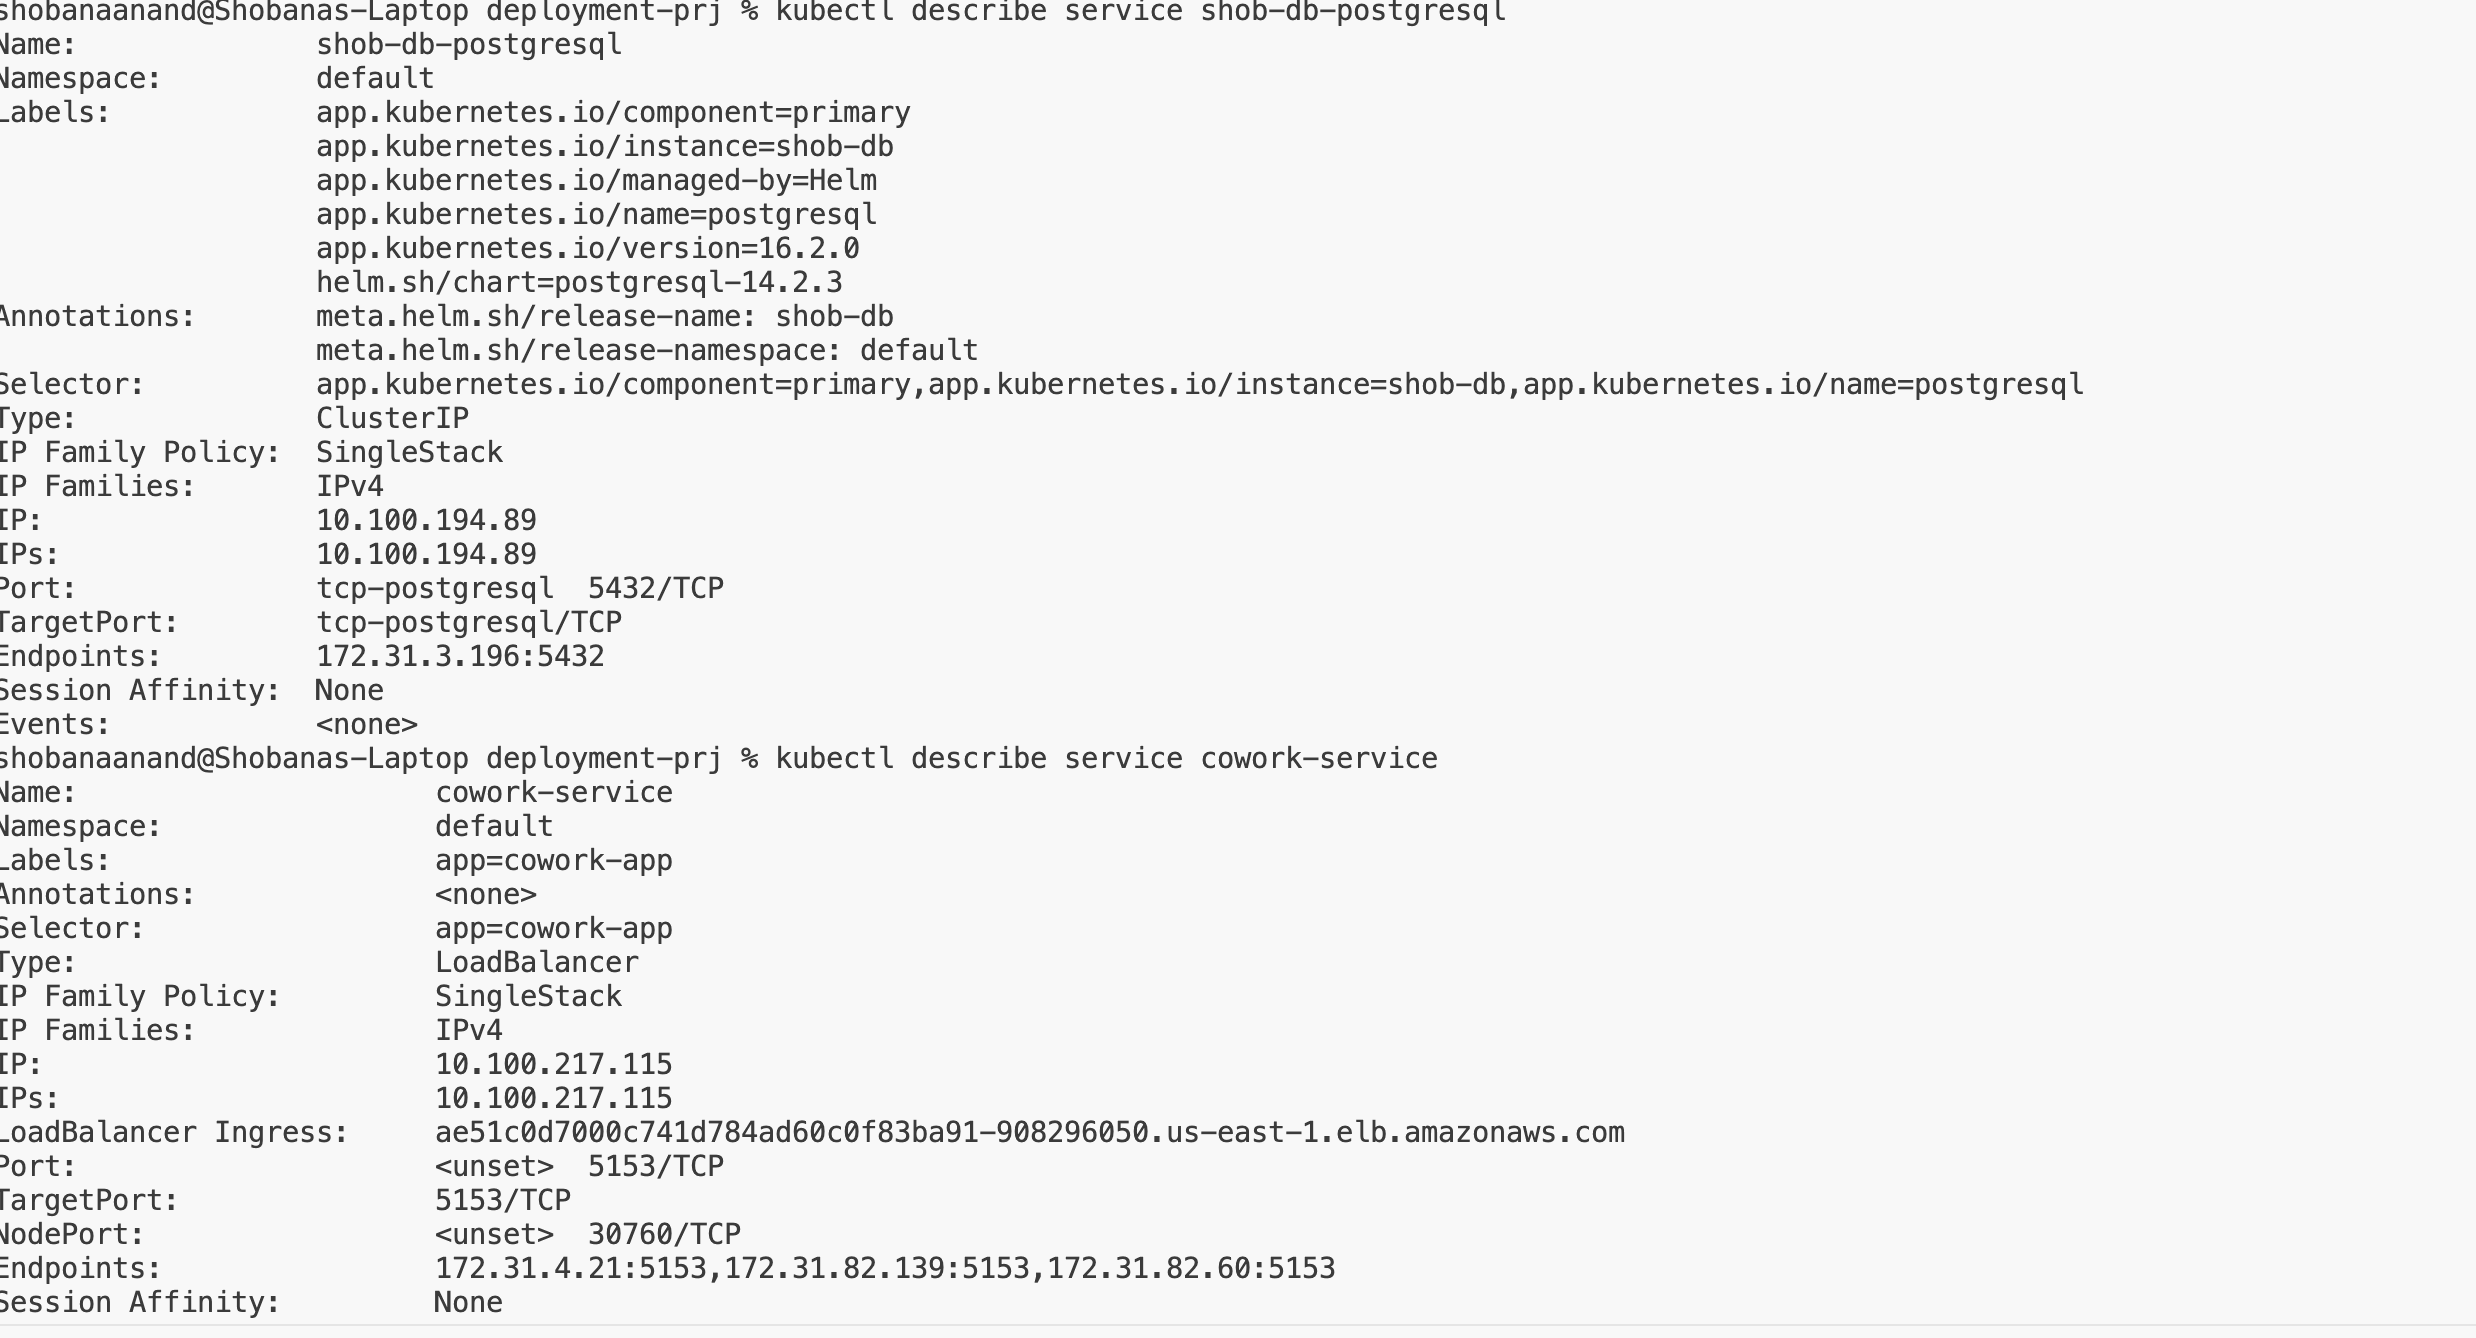 shobanaanand@Shobanas-Laptop deployment-prj % kubectl describe service shob-db-postgresql
Name: shob-db-postgresql
Namespace: default
Labels: app.kubernetes.io/component=primary
app.kubernetes.io/instance=shob-db
app.kubernetes.io/managed-by=Helm
app.kubernetes.io/name=postgresql
app.kubernetes.io/version=16.2.0
helm.sh/chart=postgresql-14.2.3
Annotations: meta.helm.sh/release-name: shob-db
meta.helm.sh/release-namespace: default
Selector: app.kubernetes.io/component=primary,app.kubernetes.io/instance=shob-db,app.kubernetes.io/name=postgresql
Type: ClusterIP
IP Family Policy: SingleStack
IP Families: IPv4
IP: 10.100.194.89
IPs: 10.100.194.89
Port: tcp-postgresql 5432/TCP
TargetPort: tcp-postgresql/TCP
Endpoints: 172.31.3.196:5432
Session Affinity: None
Events: <none>
shobanaanand@Shobanas-Laptop deployment-prj % kubectl describe service cowork-service
Name: cowork-service
Namespace: default
Labels: app=cowork-app
Annotations: <none>
Selector: app=cowork-app
Type: LoadBalancer
IP Family Policy: SingleStack
IP Families: IPv4
IP: 10.100.217.115
IPs: 10.100.217.115
LoadBalancer Ingress: ae51c0d7000c741d784ad60c0f83ba91-908296050.us-east-1.elb.amazonaws.com
Port: <unset> 5153/TCP
TargetPort: 5153/TCP
NodePort: <unset> 30760/TCP
Endpoints: 172.31.4.21:5153,172.31.82.139:5153,172.31.82.60:5153
Session Affinity: None